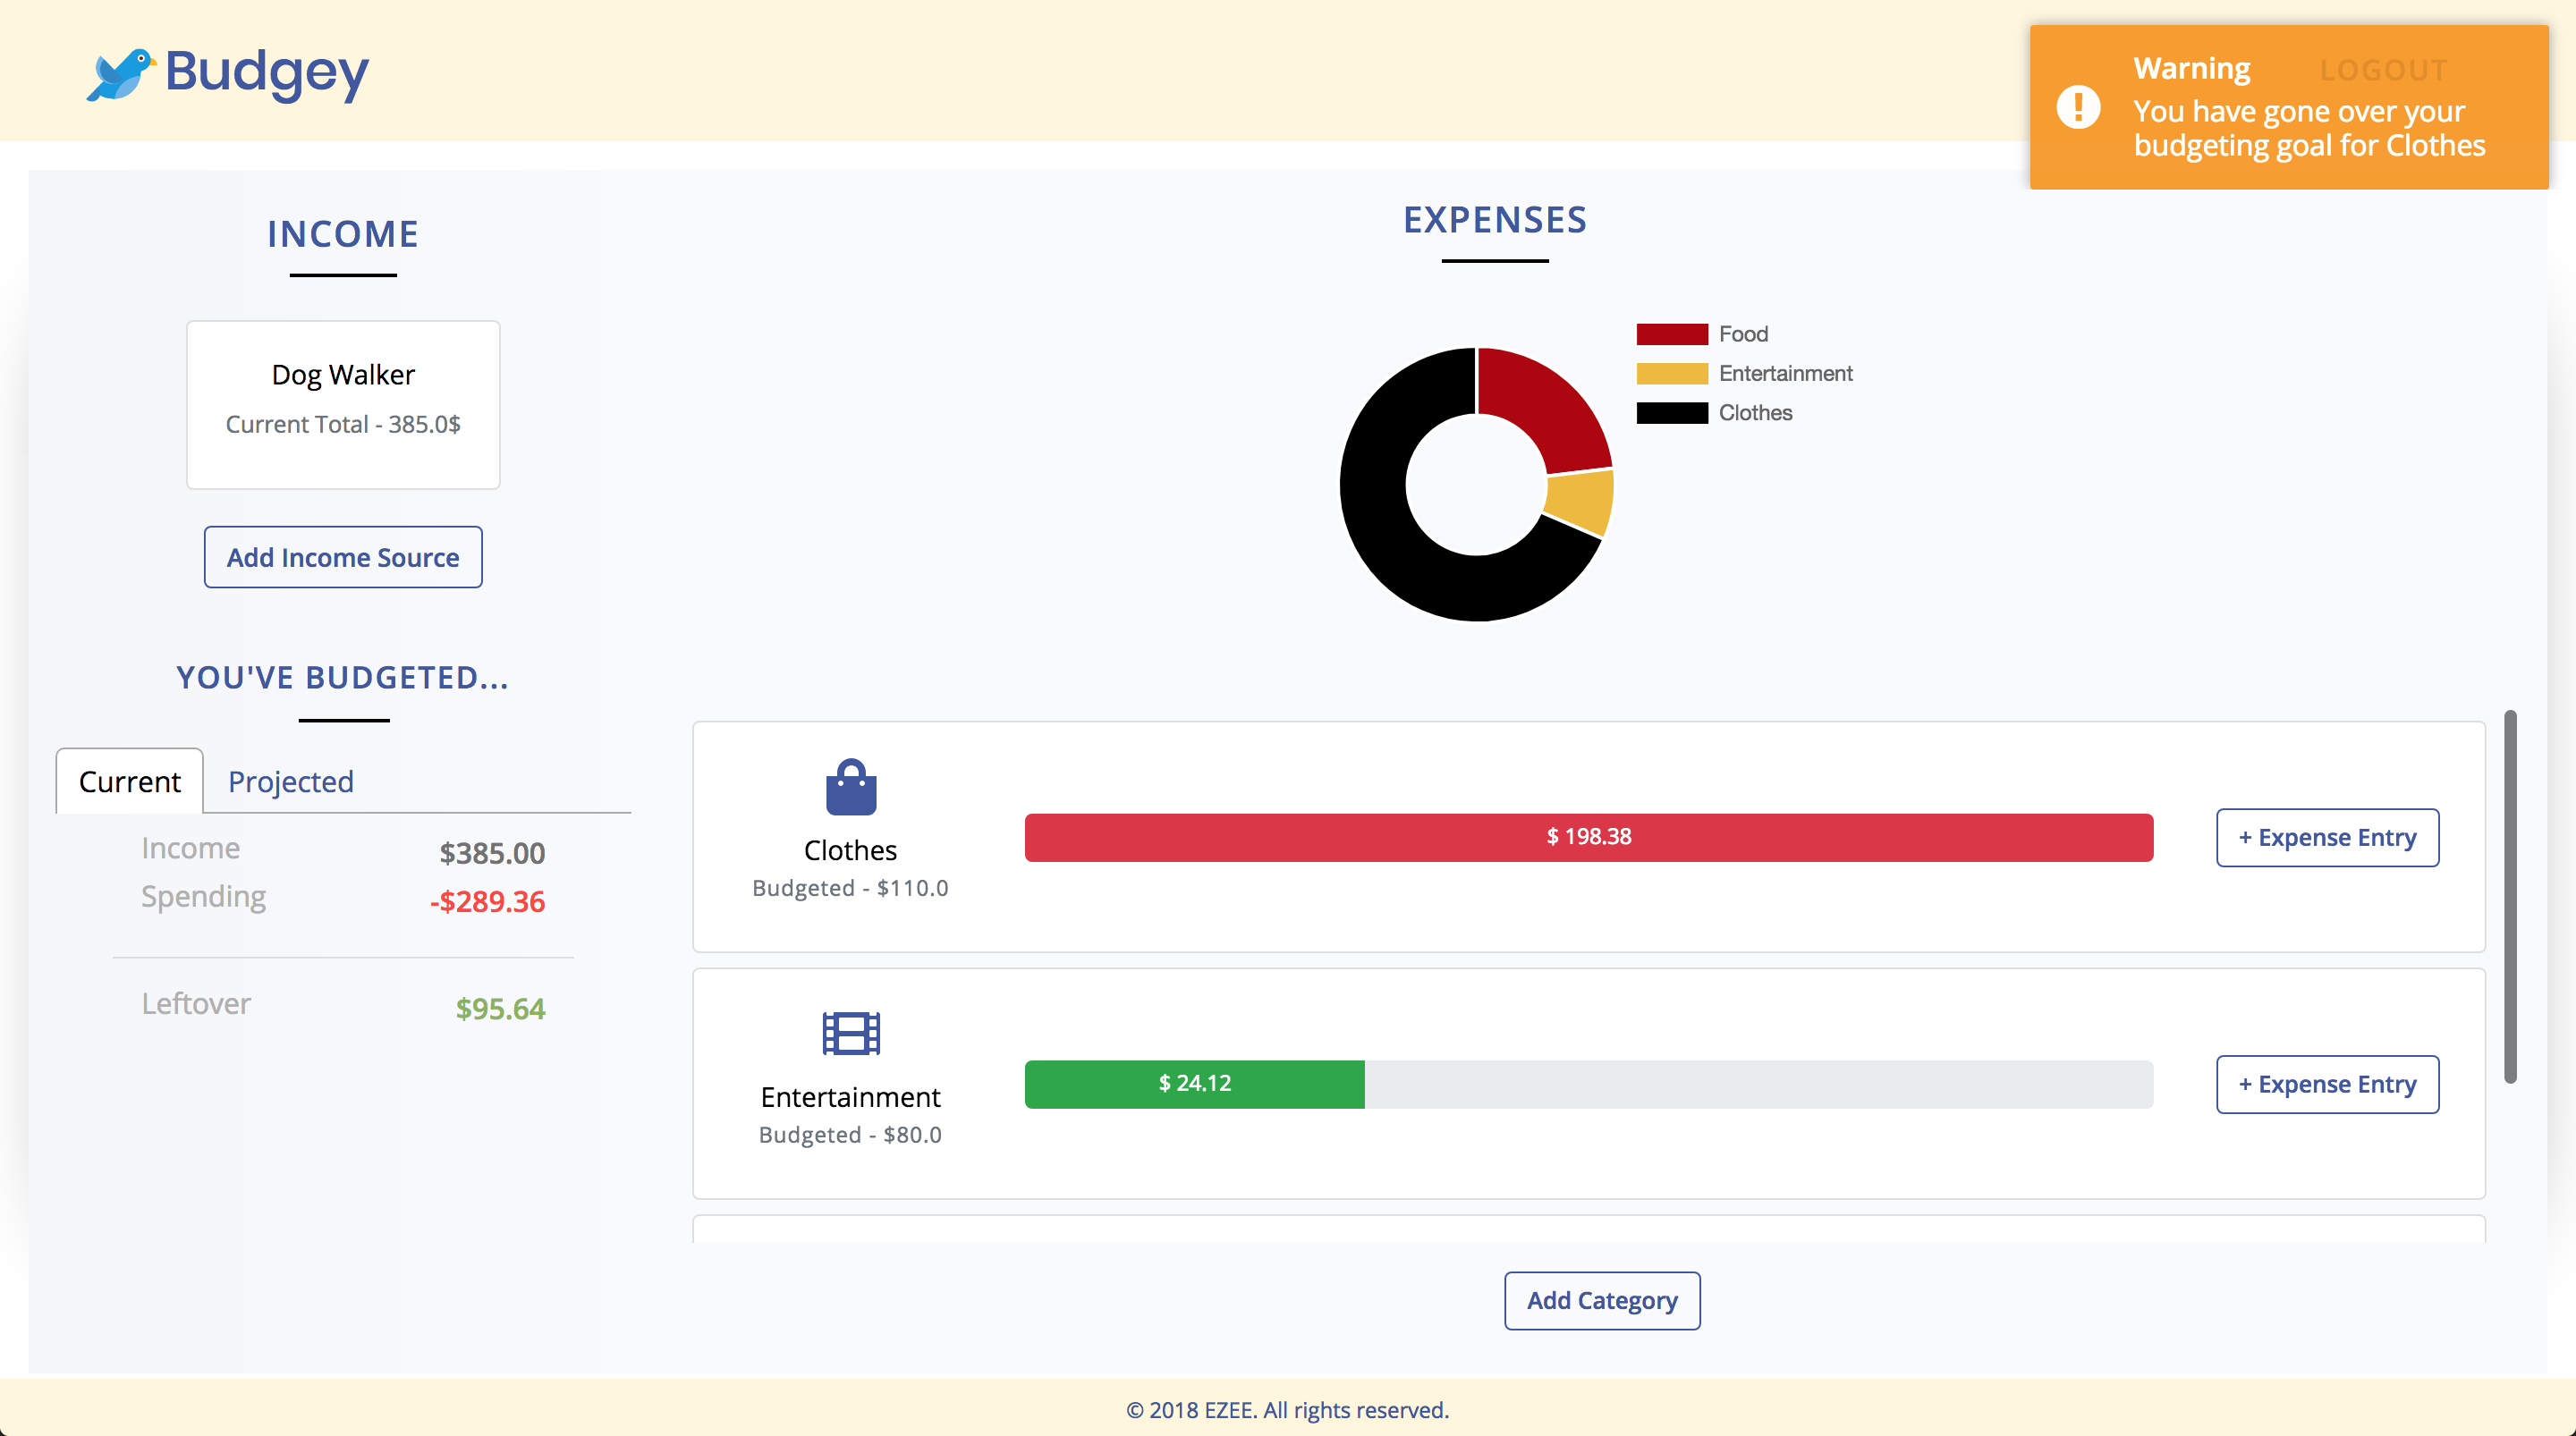 Budgey
LOGOUT
Warning
You have gone over your
budgeting goal for Clothes
INCOME
Dog Walker
Current Total - 385.0$
Add Income Source
YOU'VE BUDGETED...
Current Projected
Income $385.00
Spending -$289.36
Leftover $95.64
EXPENSES
Food
Entertainment
Clothes
Clothes
Budgeted - $110.0
$ 198.38
+ Expense Entry
Entertainment
Budgeted - $80.0
$ 24.12
+ Expense Entry
Add Category
© 2018 EZEE. All rights reserved.